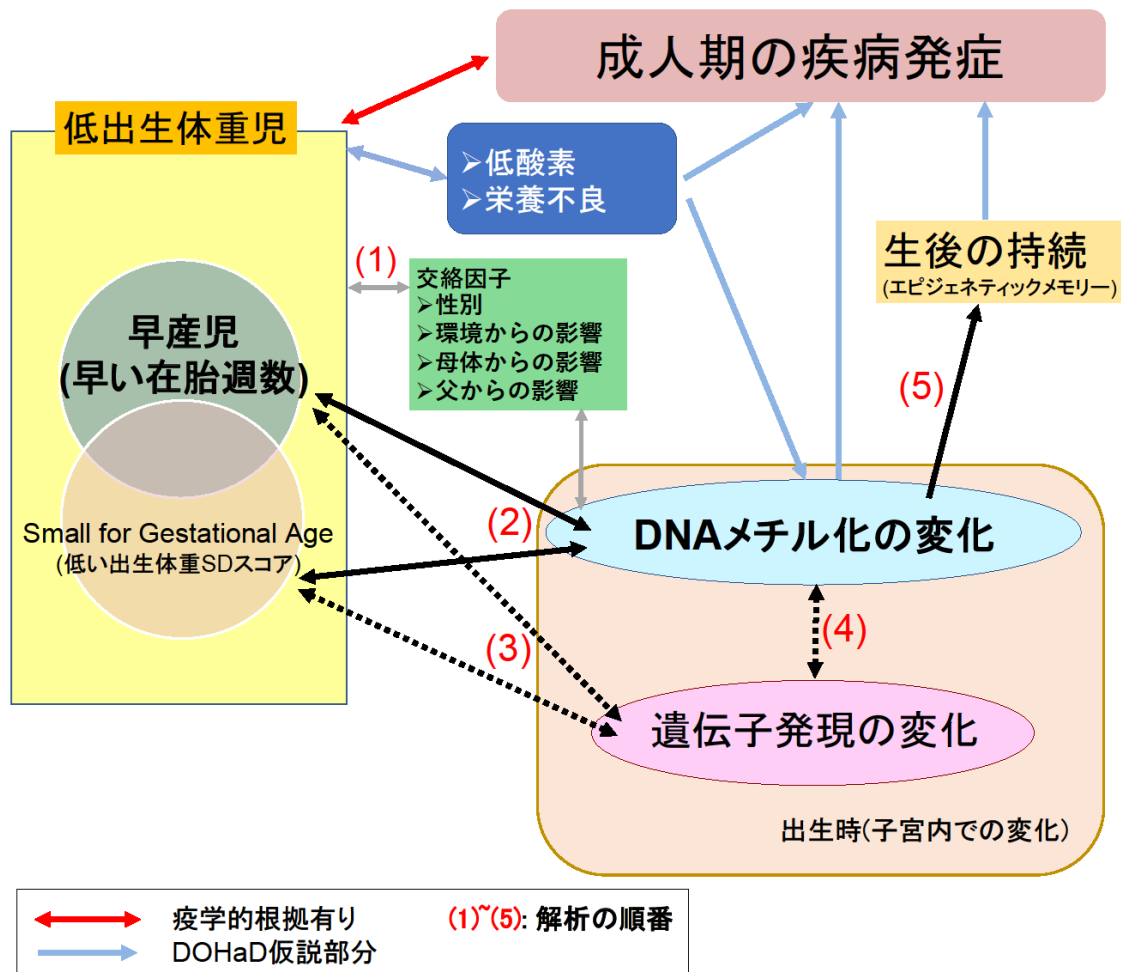 成人期の疾病発症
低出生体重児
➢低酸素
➢栄養不良
生後の持続
(エピジェネティックメモリー)
(1)
交絡因子
➢性別
➢環境からの影響
➢母体からの影響
➢父からの影響
早産児
(早い在胎週数)
(5)
Small for Gestational Age
(低い出生体重SDスコア)
(2)
DNAメチル化の変化
(3)
(4)
遺伝子発現の変化
出生時(子宮内での変化)
疫学的根拠有り
(1)~(5): 解析の順番
DOHaD仮説部分